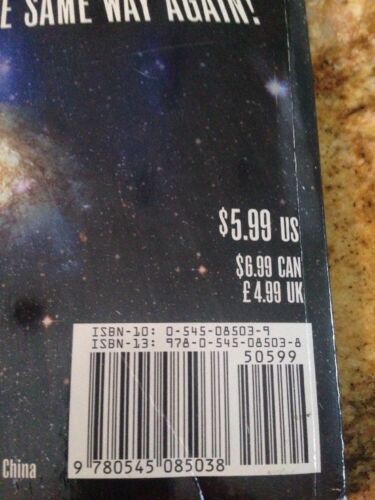 E SAME WAY AGAIN!
$5.99 US
$6.99 CAN
£4.99 UK
ISBN-10: 0-545-08503-9
ISBN-13: 978-0-545-08503-8
50599
China
9 780545 085038